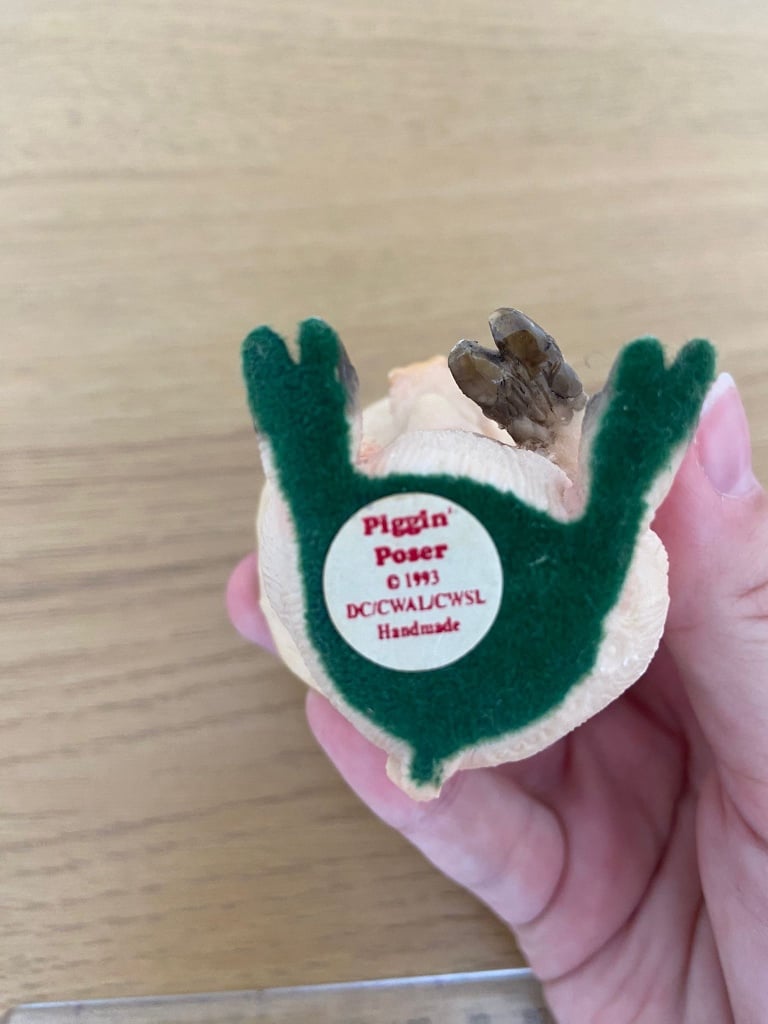 Piggin'
Poser
© 1993
DC/CWAL/CWSL
Handmade